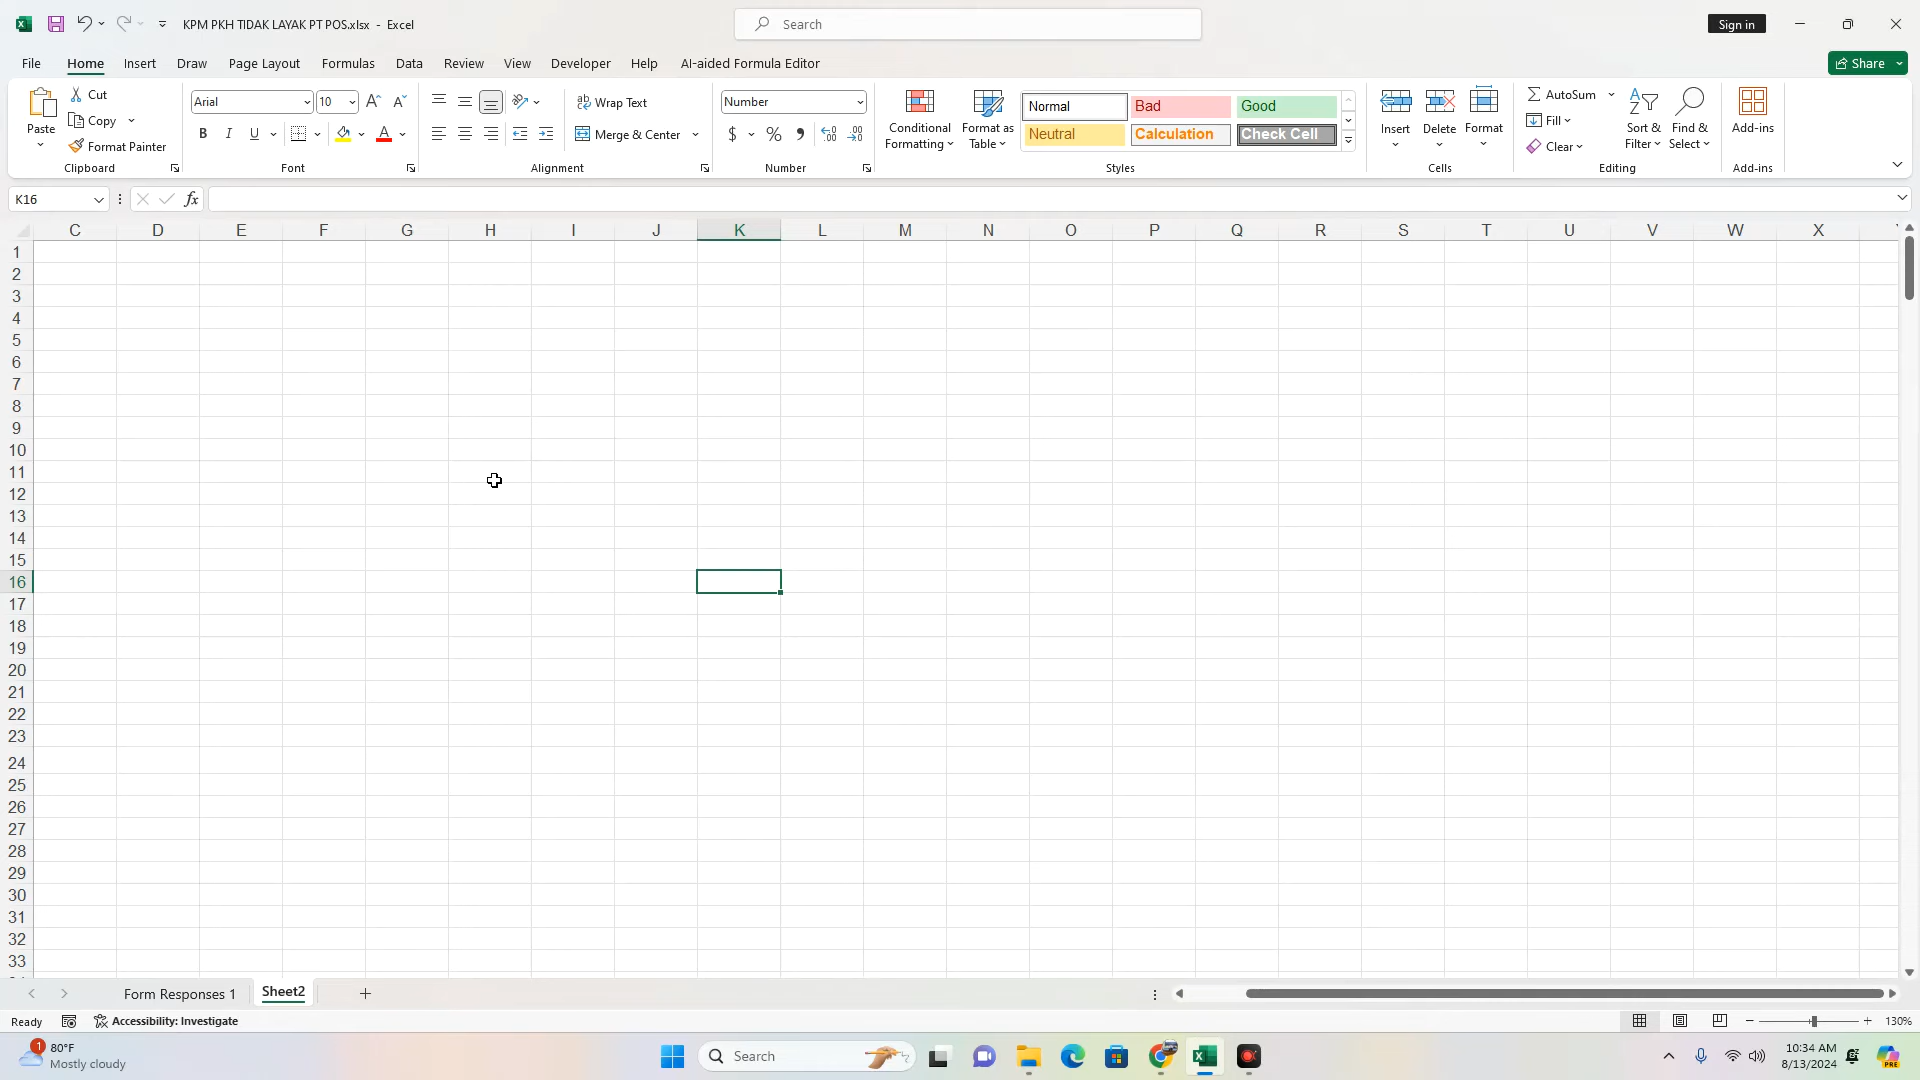 KPM PKH TIDAK LAYAK PT POS.xlsx - Excel
Search
Sign in
File Home Insert Draw Page Layout Formulas Data Review View Developer Help AI-aided Formula Editor
Share
Paste
Cut
Copy
Format Painter
Clipboard
Arial 10
B I U
Font
Wrap Text
Merge & Center
Alignment
Number
$ % ,
Number
Conditional Formatting
Format as Table
Normal Bad Good
Neutral Calculation Check Cell
Styles
Insert Delete Format
Cells
AutoSum
Fill
Clear
Sort & Filter
Find & Select
Editing
Add-ins
Add-ins
K16
fx
C D E F G H I J K L M N O P Q R S T U V W X
1
2
3
4
5
6
7
8
9
10
11
12
13
14
15
16
17
18
19
20
21
22
23
24
25
26
27
28
29
30
31
32
33
Form Responses 1 Sheet2
Ready Accessibility: Investigate
130%
1
80°F
Mostly cloudy
Search
10:34 AM
8/13/2024
PRE